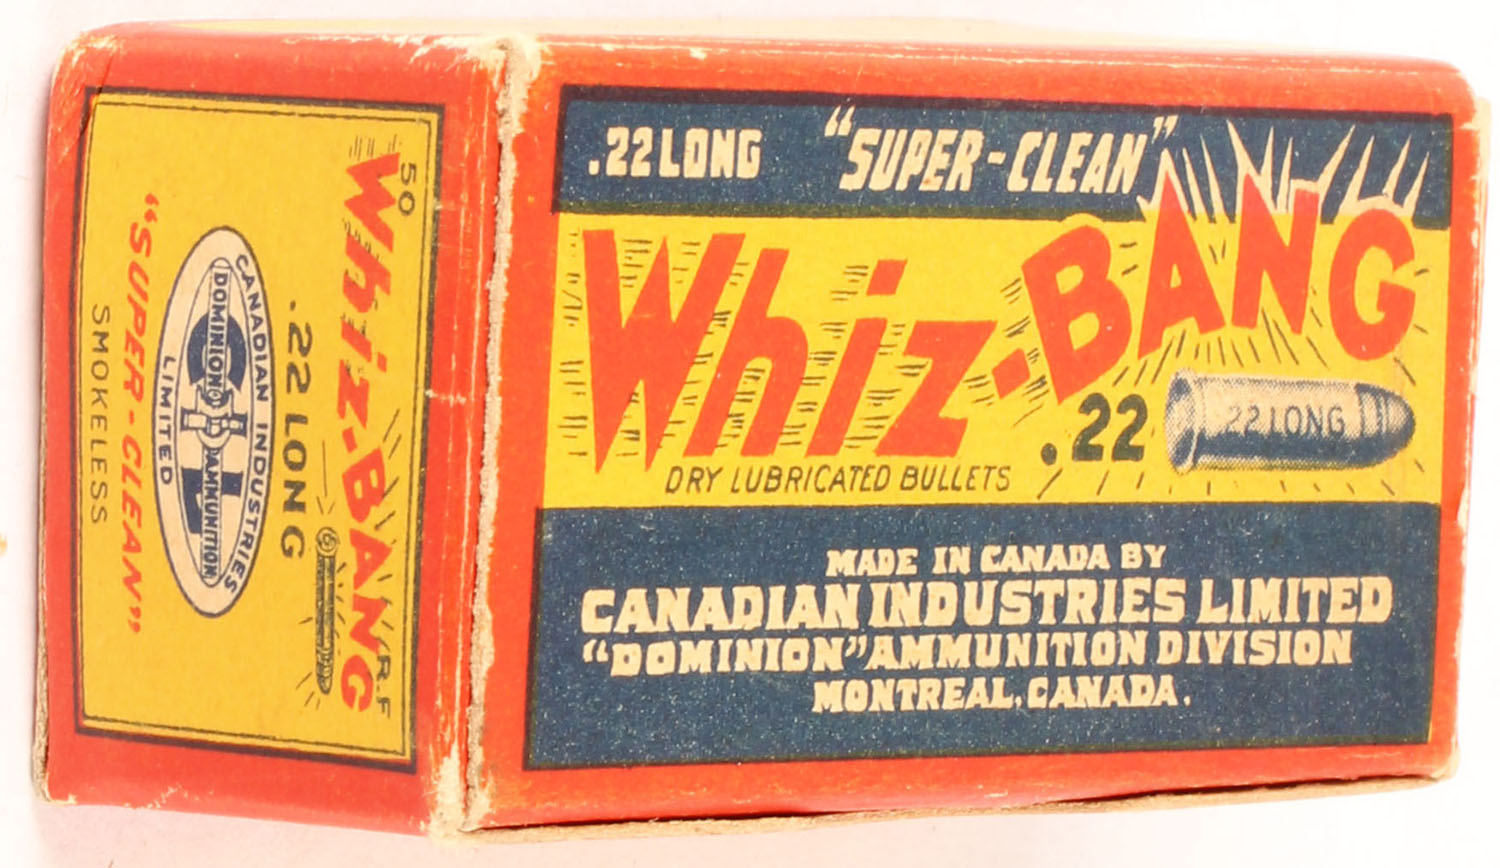 .22 LONG "SUPER-CLEAN"
Whiz-BANG
.22
22 LONG
DRY LUBRICATED BULLETS
MADE IN CANADA BY
CANADIAN INDUSTRIES LIMITED
"DOMINION" AMMUNITION DIVISION
MONTREAL, CANADA.
50 R.F
Whiz-BANG
.22 LONG
CANADIAN INDUSTRIES
CIL
DOMINION AMMUNITION
LIMITED
"SUPER-CLEAN"
SMOKELESS